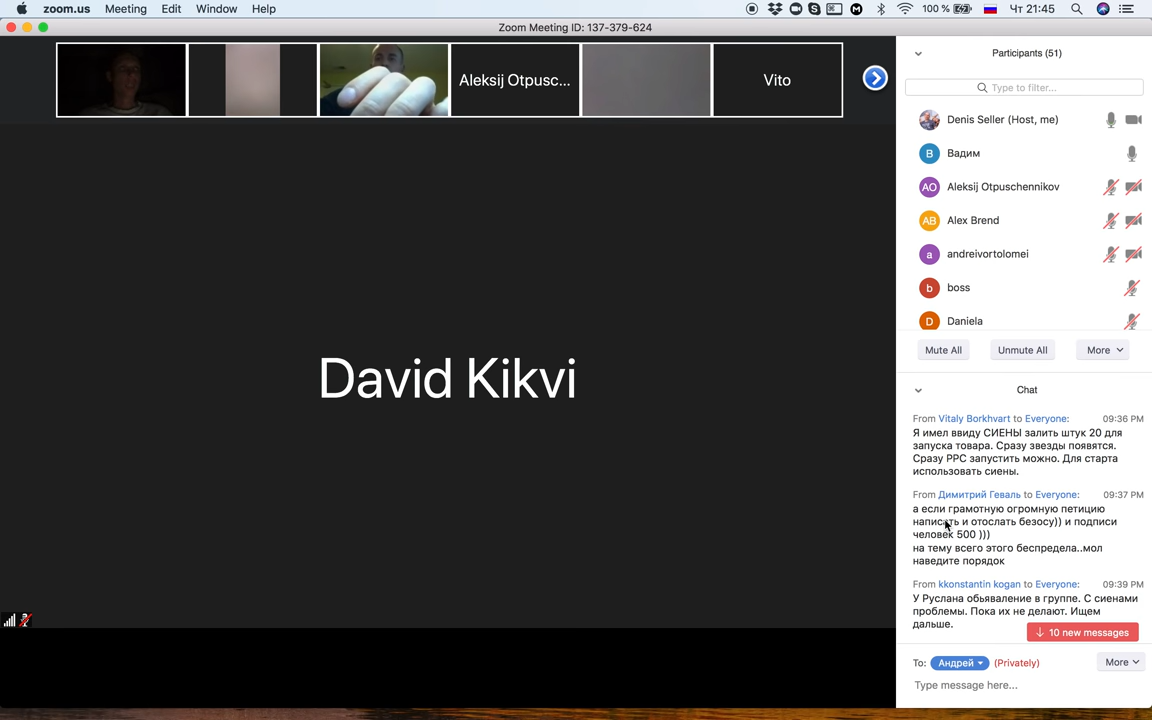 zoom.us Meeting Edit Window Help 100 % Чт 21:45
Zoom Meeting ID: 137-379-624
Aleksij Otpusc...
Vito
David Kikvi
Participants (51)
Type to filter...
Denis Seller (Host, me)
В Вадим
AO Aleksij Otpuschennikov
AB Alex Brend
a andreivortolomei
b boss
D Daniela
Mute All Unmute All More
Chat
From Vitaly Borkhvart to Everyone: 09:36 PM
Я имел ввиду СИЕНЫ залить штук 20 для
запуска товара. Сразу звезды появятся.
Сразу PPC запустить можно. Для старта
использовать сиены.
From Димитрий Геваль to Everyone: 09:37 PM
а если грамотную огромную петицию
написать и отослать безосу)) и подписи
человек 500 )))
на тему всего этого беспредела..мол
наведите порядок
From kkonstantin kogan to Everyone: 09:39 PM
У Руслана обьяваление в группе. С сиенами
проблемы. Пока их не делают. Ищем
дальше.
10 new messages
To: Андрей (Privately) More
Type message here...